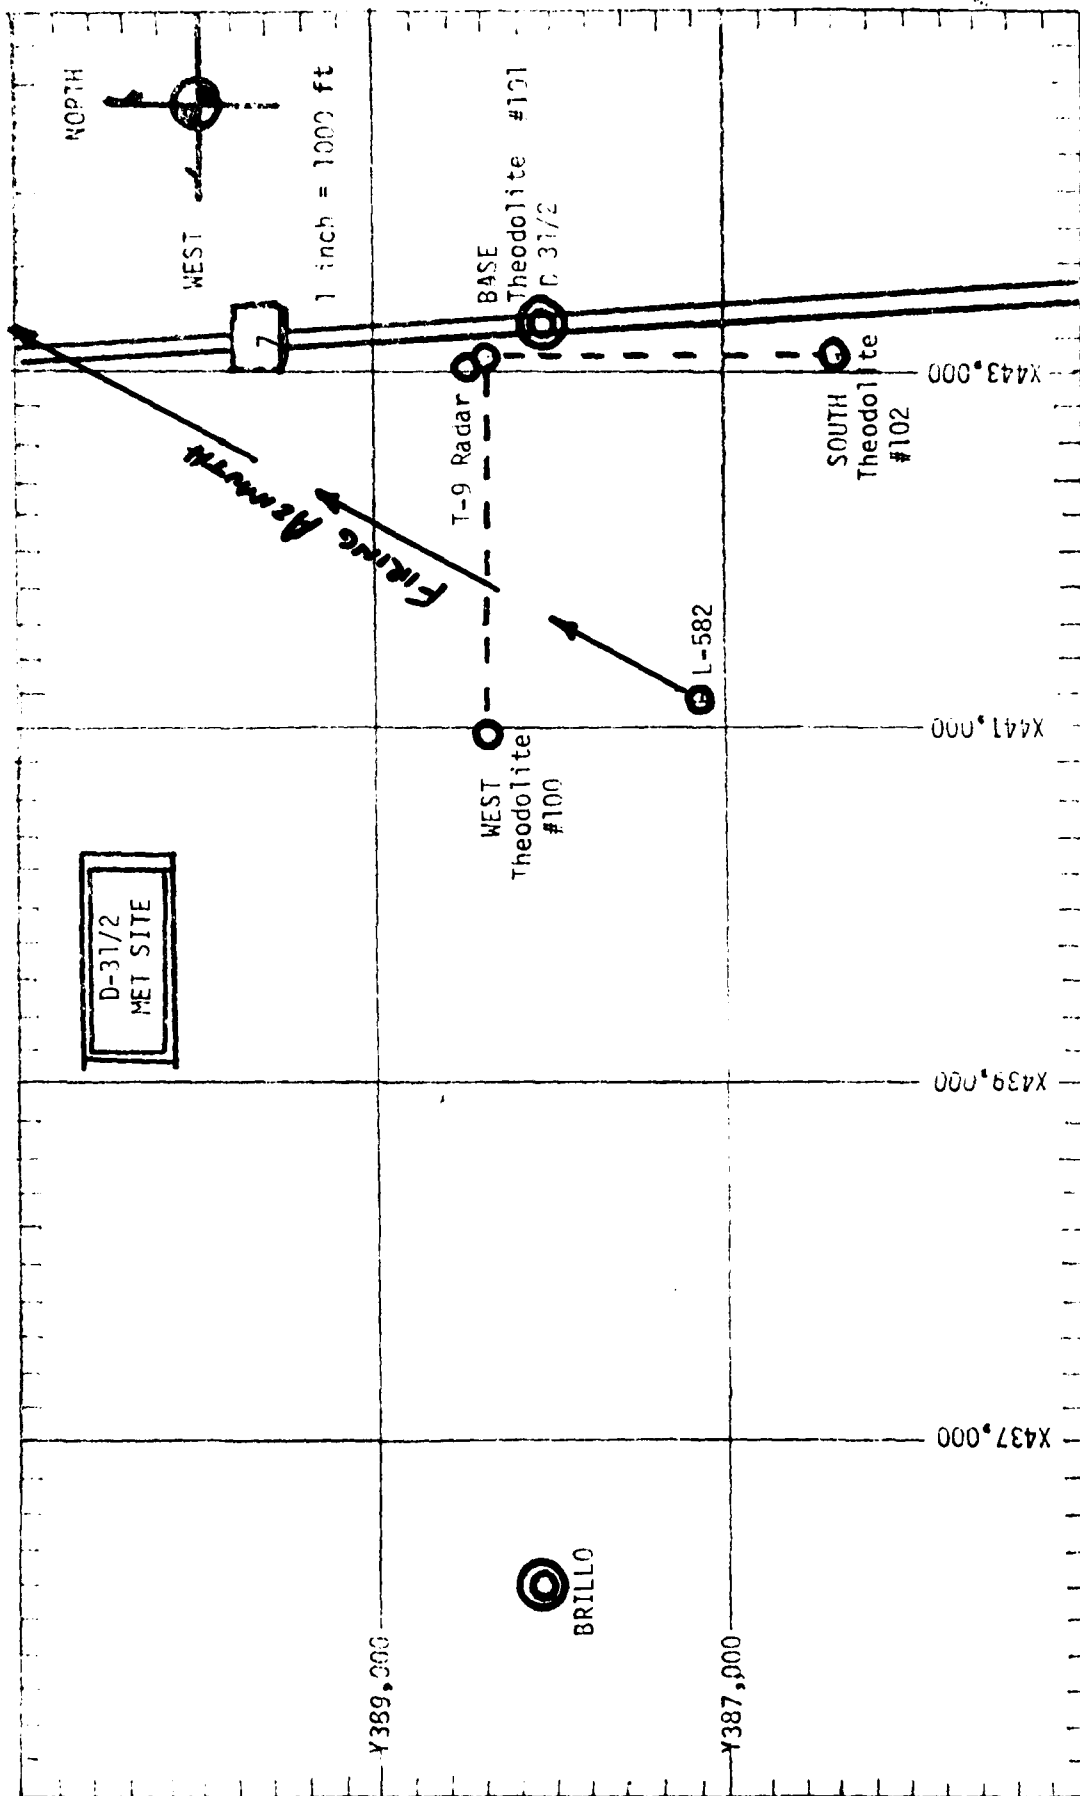 D-31/2
MET SITE
NORTH
WEST
1 inch = 1000 ft
7
FIRING AZMUTH
T-9 Radar
BASE
Theodolite #101
D 31/2
WEST
Theodolite
#100
L-582
SOUTH
Theodolite
#102
BRILLO
Y389,000
Y387,000
X437,000
X439,000
X441,000
X443,000